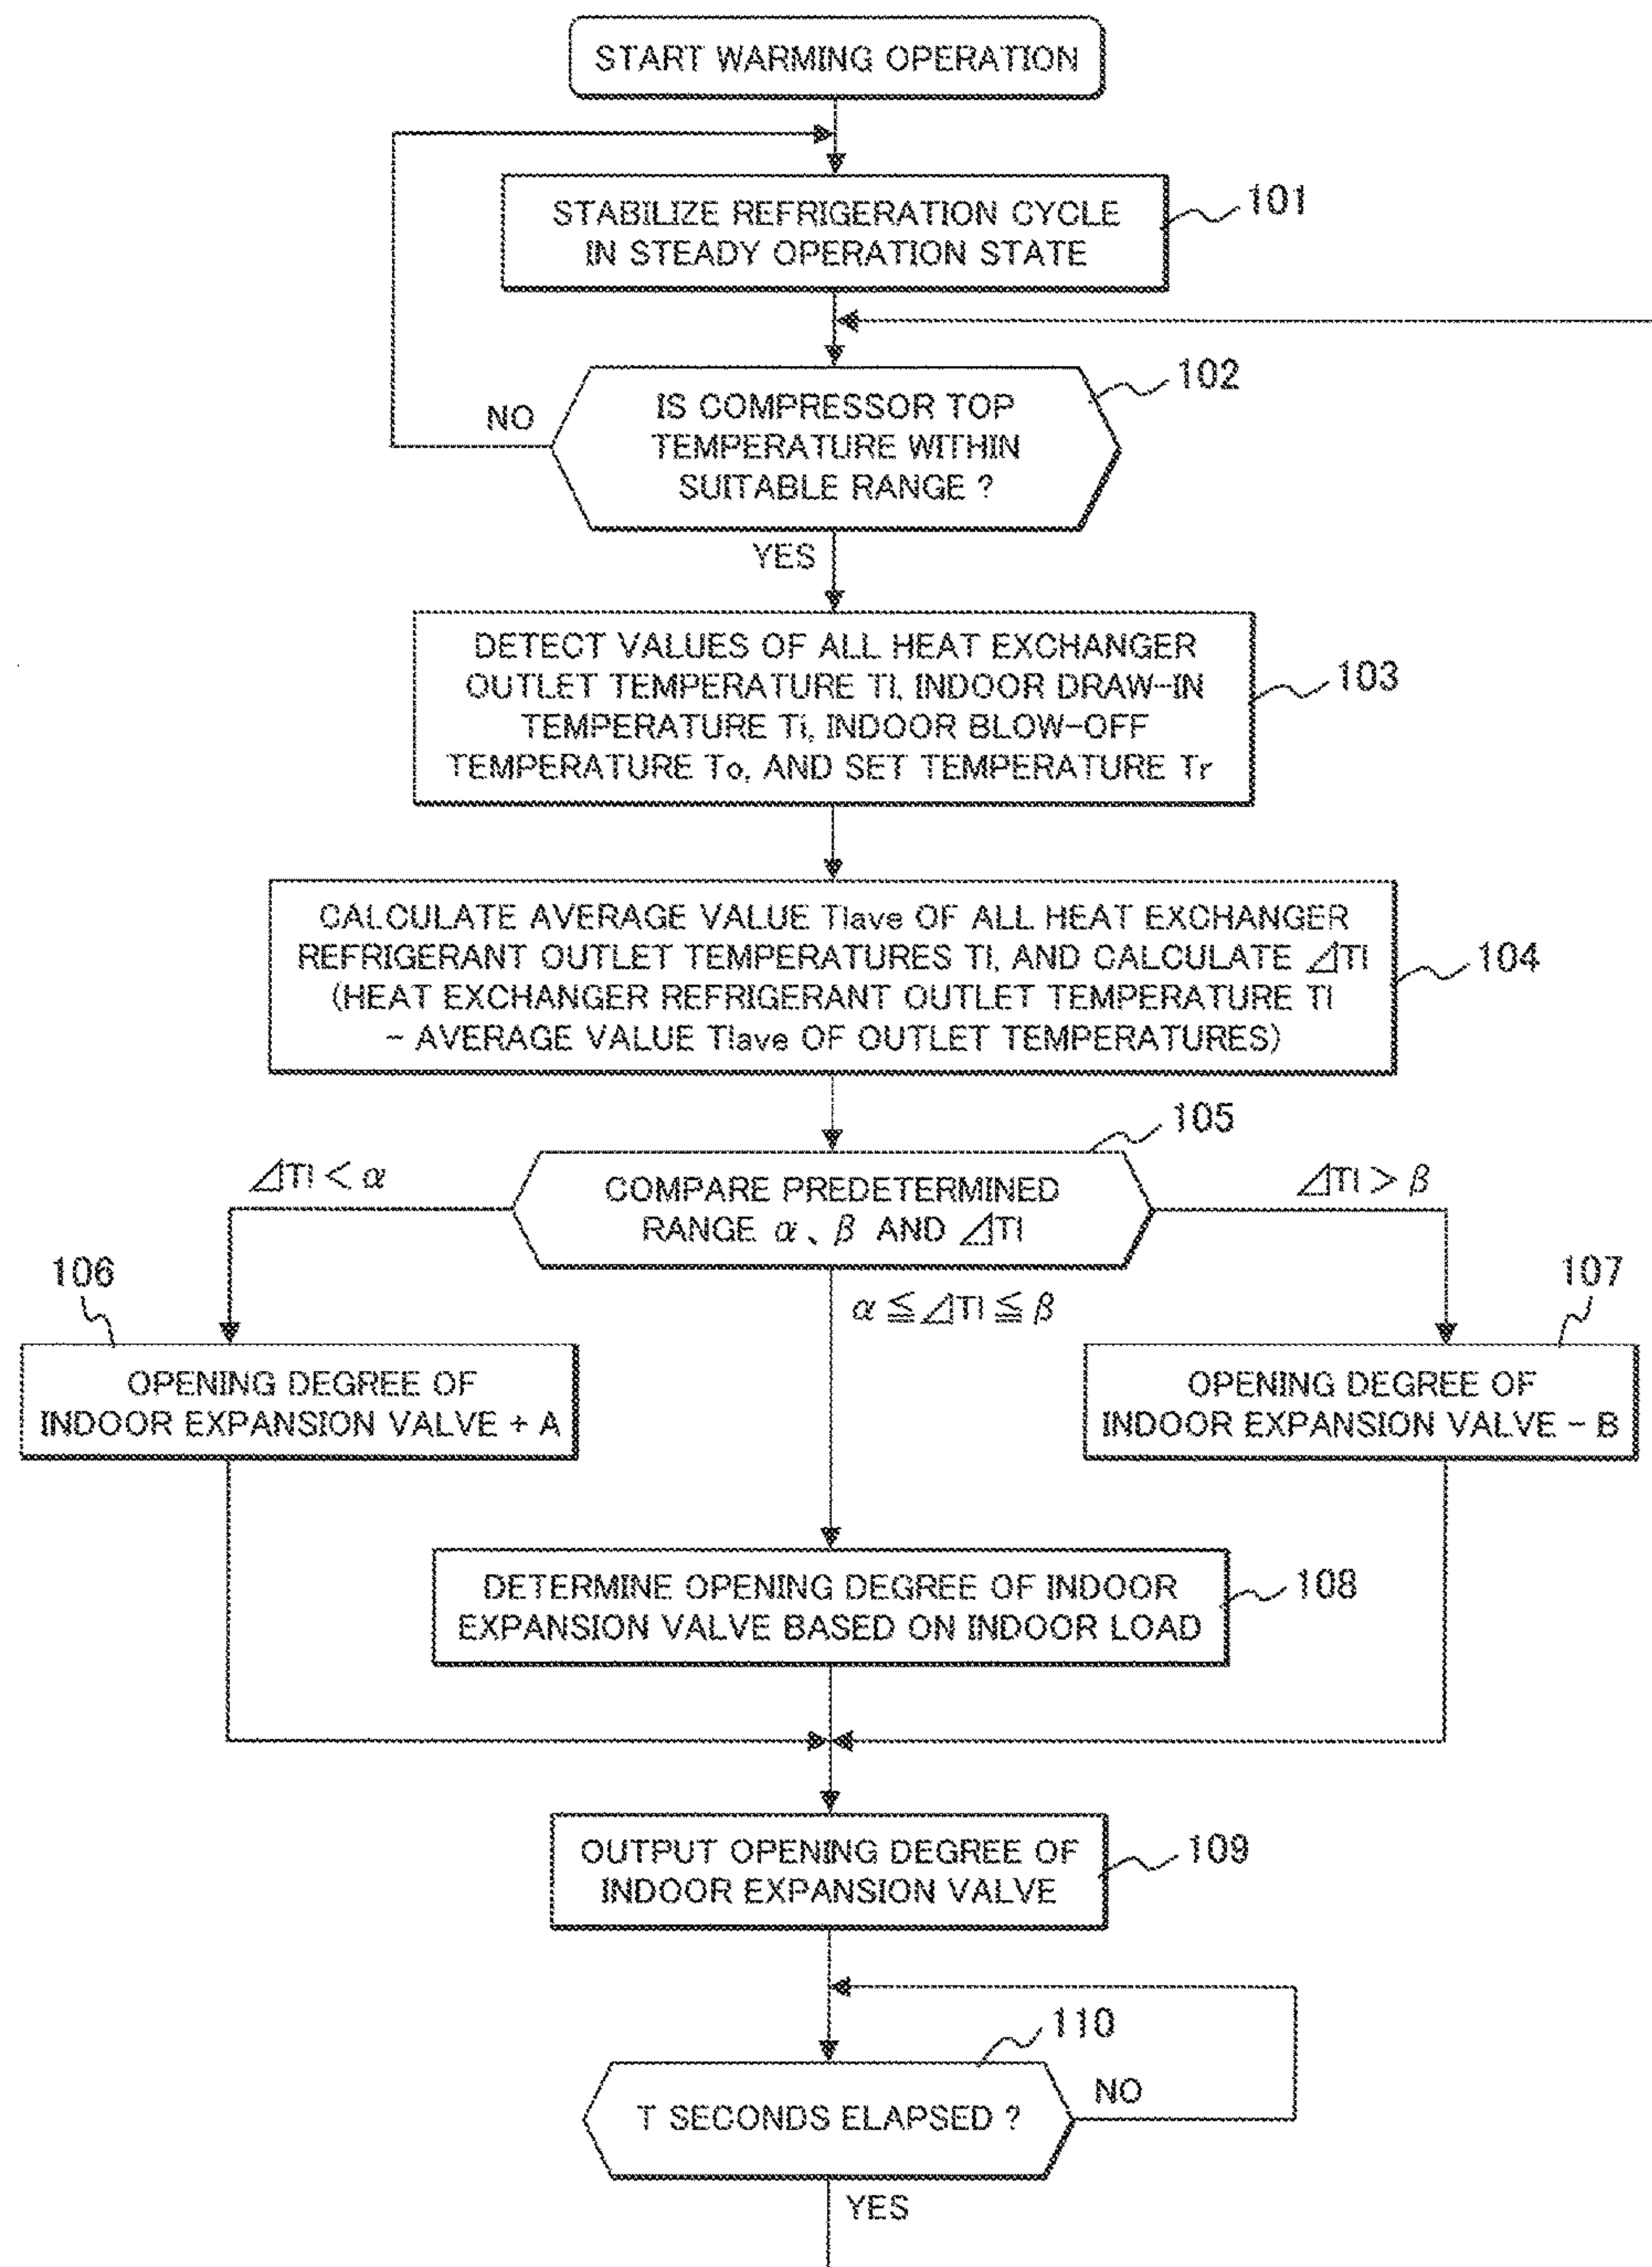 START WARMING OPERATION
STABILIZE REFRIGERATION CYCLE
IN STEADY OPERATION STATE
101
IS COMPRESSOR TOP
TEMPERATURE WITHIN
SUITABLE RANGE ?
102
NO
YES
DETECT VALUES OF ALL HEAT EXCHANGER
OUTLET TEMPERATURE Tl, INDOOR DRAW-IN
TEMPERATURE Ti, INDOOR BLOW-OFF
TEMPERATURE To, AND SET TEMPERATURE Tr
103
CALCULATE AVERAGE VALUE Tlave OF ALL HEAT EXCHANGER
REFRIGERANT OUTLET TEMPERATURES Tl, AND CALCULATE ⊿Tl
(HEAT EXCHANGER REFRIGERANT OUTLET TEMPERATURE Tl
- AVERAGE VALUE Tlave OF OUTLET TEMPERATURES)
104
COMPARE PREDETERMINED
RANGE α、β AND ⊿Tl
105
⊿Tl < α
⊿Tl > β
α ≦ ⊿Tl ≦ β
106
OPENING DEGREE OF
INDOOR EXPANSION VALVE + A
107
OPENING DEGREE OF
INDOOR EXPANSION VALVE - B
DETERMINE OPENING DEGREE OF INDOOR
EXPANSION VALVE BASED ON INDOOR LOAD
108
OUTPUT OPENING DEGREE OF
INDOOR EXPANSION VALVE
109
T SECONDS ELAPSED ?
110
NO
YES